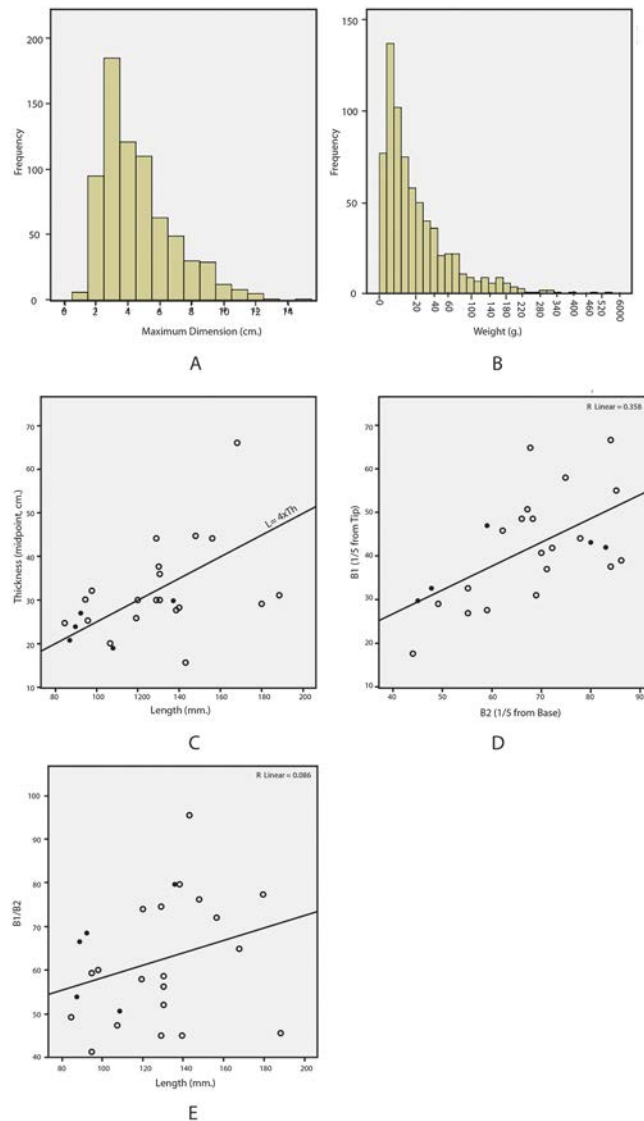 200
150
100
50
0
Frequency
0 2 4 6 8 10 12 14
Maximum Dimension (cm.)
A
150
100
50
0
Frequency
0 20 40 60 100 140 180 220 280 340 400 460 520 6000
Weight (g.)
B
70
60
50
40
30
20
10
Thickness (midpoint, cm.)
L= 4xTh
80 100 1200 140 160 180 200
Length (mm.)
C
R Linear = 0.358
70
60
50
40
30
20
10
B1 (1/5 from Tip)
40 50 60 70 80 90
B2 (1/5 from Base)
D
R Linear = 0.086
100
90
80
70
60
50
40
B1/B2
80 100 120 140 160 180 200
Length (mm.)
E